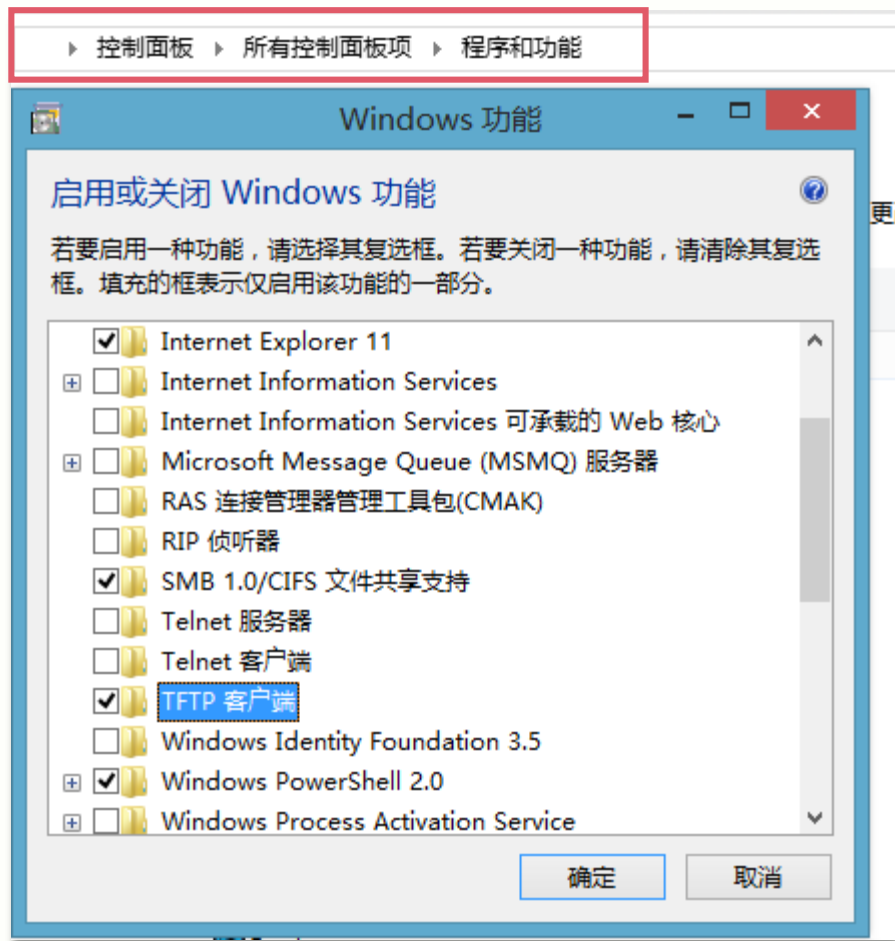 控制面板 ▸ 所有控制面板项 ▸ 程序和功能
Windows 功能
启用或关闭 Windows 功能
更
若要启用一种功能，请选择其复选框。若要关闭一种功能，请清除其复选
框。填充的框表示仅启用该功能的一部分。
Internet Explorer 11
Internet Information Services
Internet Information Services 可承载的 Web 核心
Microsoft Message Queue (MSMQ) 服务器
RAS 连接管理器管理工具包(CMAK)
RIP 侦听器
SMB 1.0/CIFS 文件共享支持
Telnet 服务器
Telnet 客户端
TFTP 客户端
Windows Identity Foundation 3.5
Windows PowerShell 2.0
Windows Process Activation Service
确定
取消